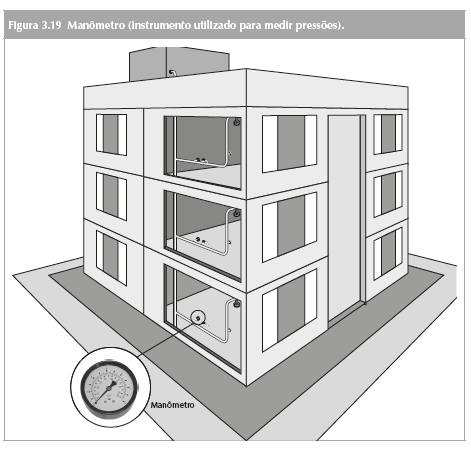 Figura 3.19 Manômetro (Instrumento utilizado para medir pressões).
Manômetro